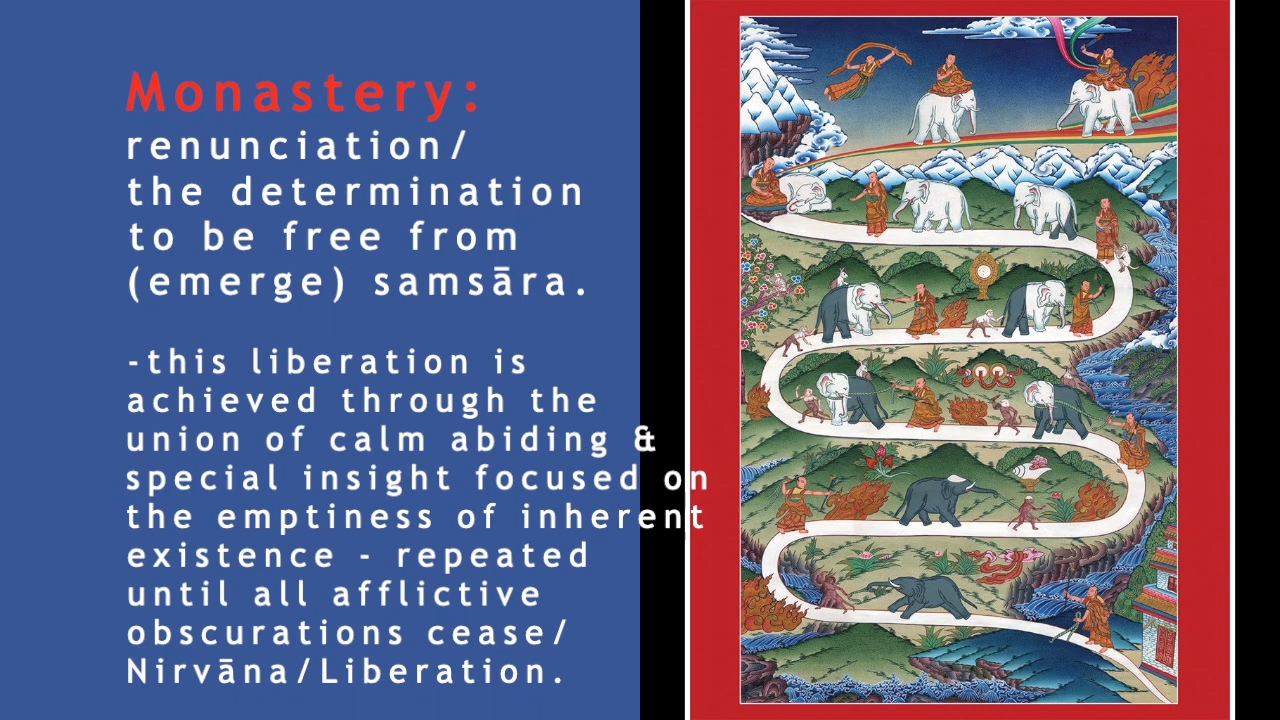 Monastery:
renunciation/
the determination
to be free from
(emerge) samsāra.
-this liberation is
achieved through the
union of calm abiding &
special insight focused on
the emptiness of inherent
existence - repeated
until all afflictive
obscurations cease/
Nirvāna/Liberation.